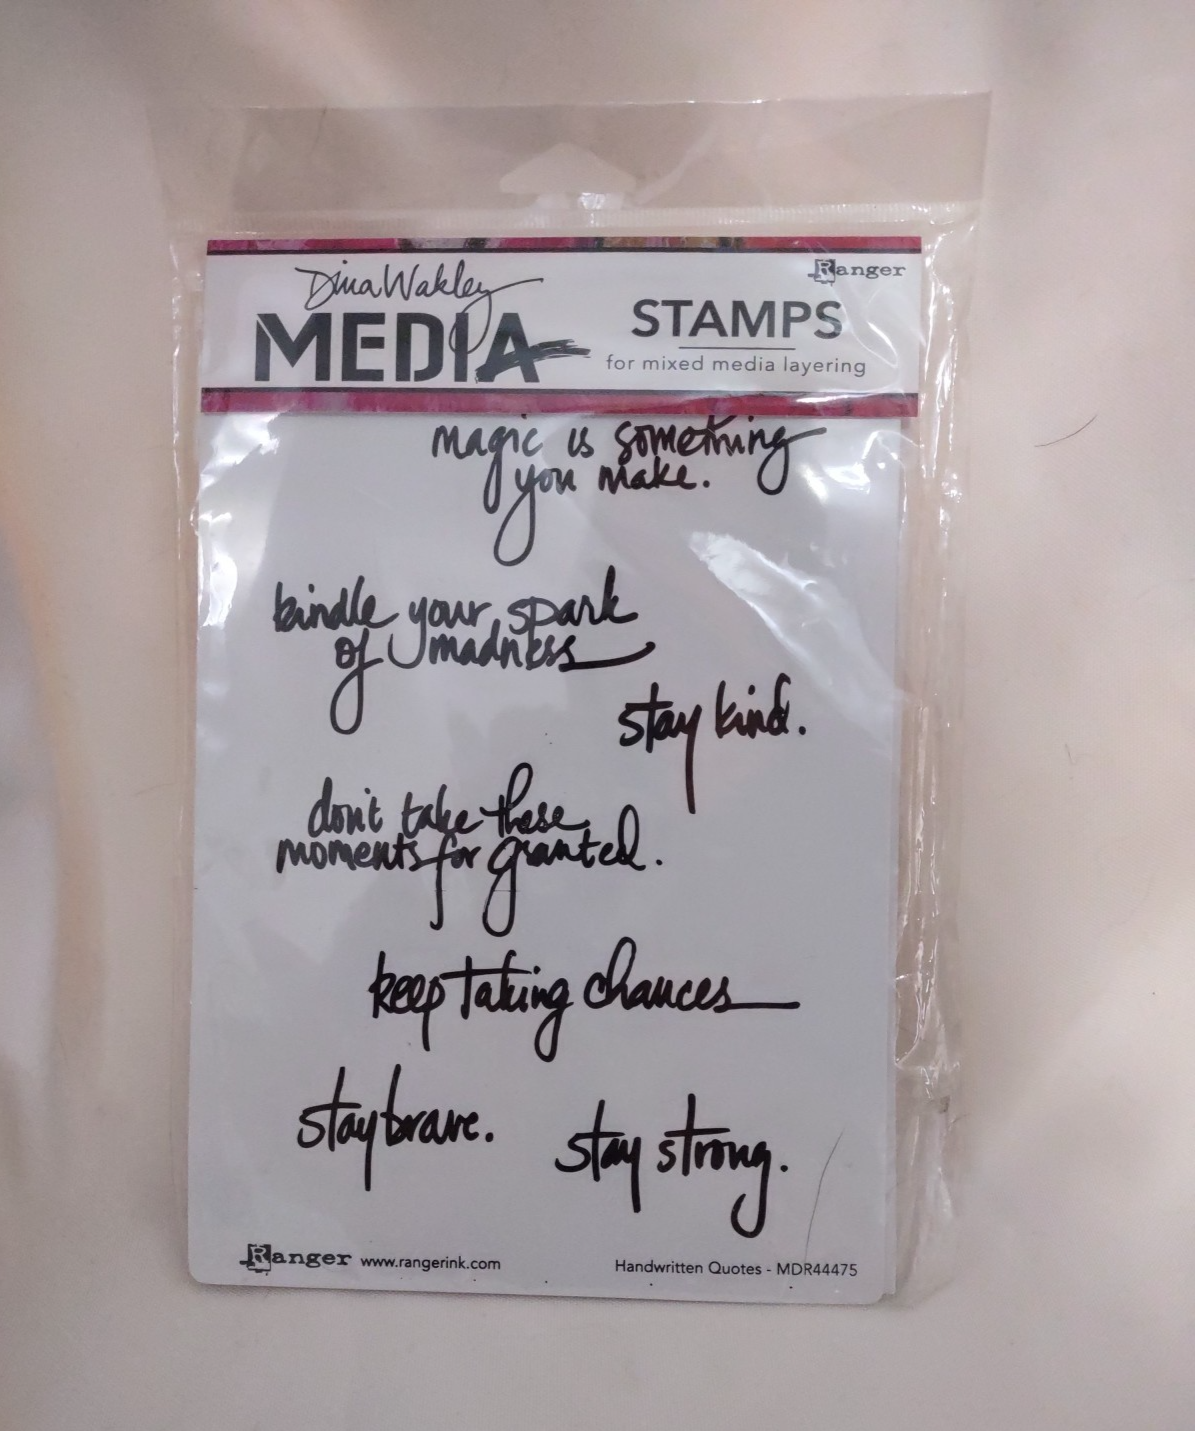 Dina Wakley
MEDIA
Ranger
STAMPS
for mixed media layering
magic is something
you make.
kindle your spark
of madness
stay kind.
don't take these
moments for granted.
keep taking chances
stay brave.
stay strong.
Ranger www.rangerink.com
Handwritten Quotes - MDR44475